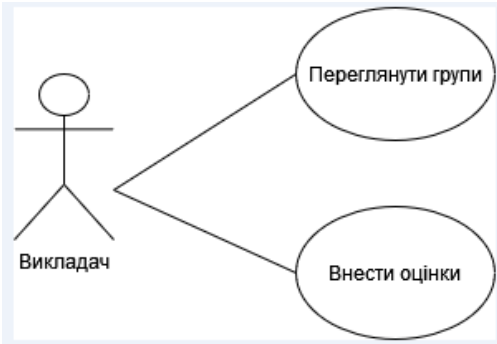 Переглянути групи
Викладач
Внести оцінки